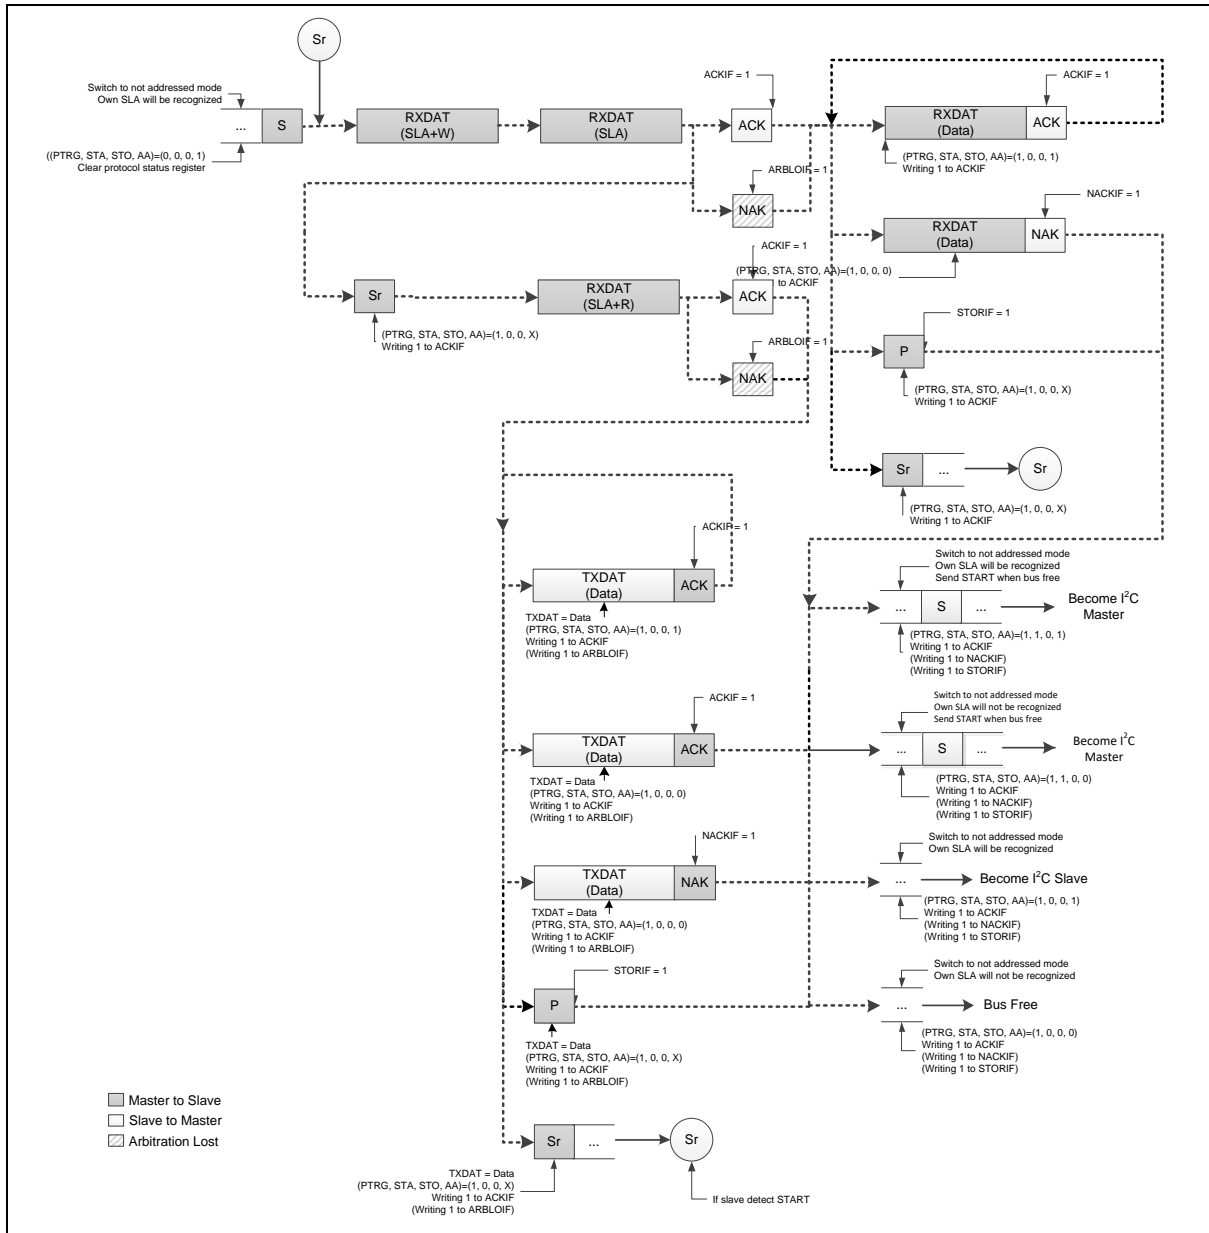 Sr
Switch to not addressed mode
Own SLA will be recognized
...
S
((PTRG, STA, STO, AA)=(0, 0, 0, 1)
Clear protocol status register
RXDAT
(SLA+W)
RXDAT
(SLA)
ACKIF = 1
ACK
ARBLOIF = 1
NAK
ACKIF = 1
RXDAT
(Data)
ACK
(PTRG, STA, STO, AA)=(1, 0, 0, 1)
Writing 1 to ACKIF
NACKIF = 1
RXDAT
(Data)
NAK
(PTRG, STA, STO, AA)=(1, 0, 0, 0)
to ACKIF
Sr
(PTRG, STA, STO, AA)=(1, 0, 0, X)
Writing 1 to ACKIF
RXDAT
(SLA+R)
ACKIF = 1
ACK
ARBLOIF = 1
NAK
STORIF = 1
P
(PTRG, STA, STO, AA)=(1, 0, 0, X)
Writing 1 to ACKIF
Sr
...
Sr
(PTRG, STA, STO, AA)=(1, 0, 0, X)
Writing 1 to ACKIF
ACKIF = 1
TXDAT
(Data)
ACK
TXDAT = Data
(PTRG, STA, STO, AA)=(1, 0, 0, 1)
Writing 1 to ACKIF
(Writing 1 to ARBLOIF)
Switch to not addressed mode
Own SLA will be recognized
Send START when bus free
...
S
...
Become I²C
Master
(PTRG, STA, STO, AA)=(1, 1, 0, 1)
Writing 1 to ACKIF
(Writing 1 to NACKIF)
(Writing 1 to STORIF)
ACKIF = 1
TXDAT
(Data)
ACK
TXDAT = Data
(PTRG, STA, STO, AA)=(1, 0, 0, 0)
Writing 1 to ACKIF
(Writing 1 to ARBLOIF)
Switch to not addressed mode
Own SLA will not be recognized
Send START when bus free
...
S
...
Become I²C
Master
(PTRG, STA, STO, AA)=(1, 1, 0, 0)
Writing 1 to ACKIF
(Writing 1 to NACKIF)
(Writing 1 to STORIF)
NACKIF = 1
TXDAT
(Data)
NAK
TXDAT = Data
(PTRG, STA, STO, AA)=(1, 0, 0, 0)
Writing 1 to ACKIF
(Writing 1 to ARBLOIF)
Switch to not addressed mode
Own SLA will be recognized
...
Become I²C Slave
(PTRG, STA, STO, AA)=(1, 0, 0, 1)
Writing 1 to ACKIF
(Writing 1 to NACKIF)
(Writing 1 to STORIF)
STORIF = 1
P
TXDAT = Data
(PTRG, STA, STO, AA)=(1, 0, 0, X)
Writing 1 to ACKIF
(Writing 1 to ARBLOIF)
Switch to not addressed mode
Own SLA will not be recognized
...
Bus Free
(PTRG, STA, STO, AA)=(1, 0, 0, 0)
Writing 1 to ACKIF
(Writing 1 to NACKIF)
(Writing 1 to STORIF)
Master to Slave
Slave to Master
Arbitration Lost
Sr
...
Sr
TXDAT = Data
(PTRG, STA, STO, AA)=(1, 0, 0, X)
Writing 1 to ACKIF
(Writing 1 to ARBLOIF)
If slave detect START